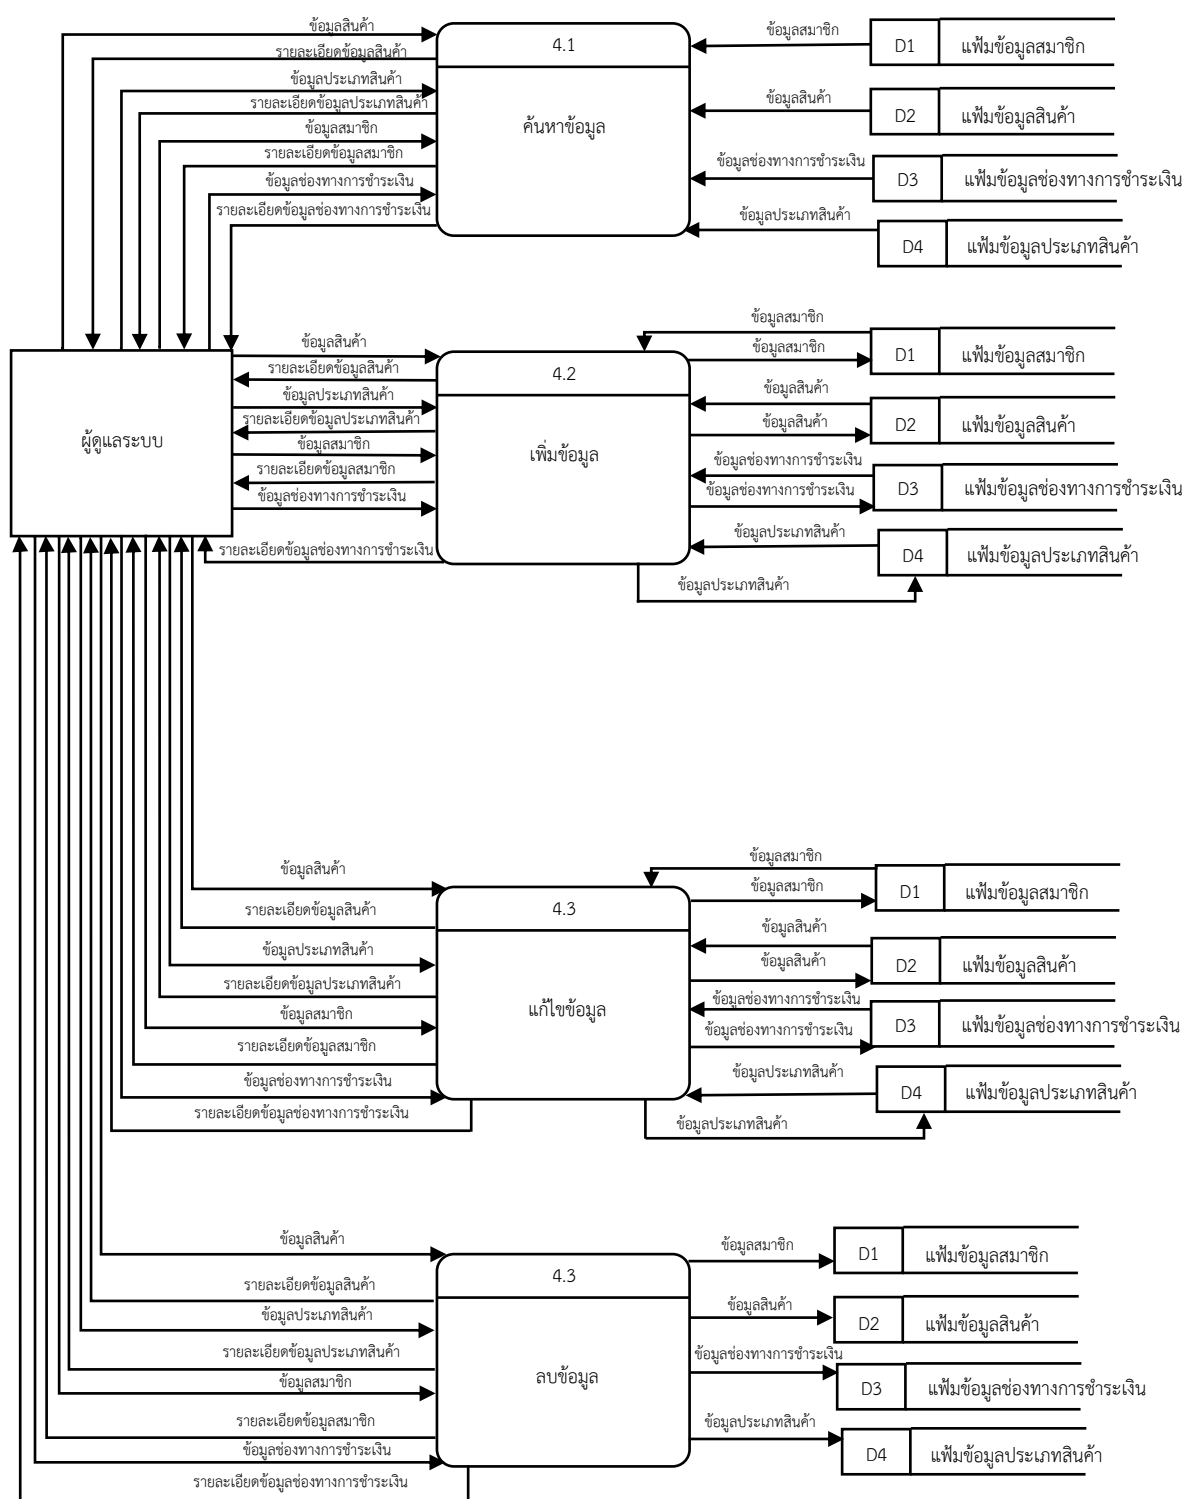 ข้อมูลสินค้า
รายละเอียดข้อมูลสินค้า
ข้อมูลประเภทสินค้า
รายละเอียดข้อมูลประเภทสินค้า
ข้อมูลสมาชิก
รายละเอียดข้อมูลสมาชิก
ข้อมูลช่องทางการชำระเงิน
รายละเอียดข้อมูลช่องทางการชำระเงิน
4.1
ค้นหาข้อมูล
ข้อมูลสมาชิก
D1 แฟ้มข้อมูลสมาชิก
ข้อมูลสินค้า
D2 แฟ้มข้อมูลสินค้า
ข้อมูลช่องทางการชำระเงิน
D3 แฟ้มข้อมูลช่องทางการชำระเงิน
ข้อมูลประเภทสินค้า
D4 แฟ้มข้อมูลประเภทสินค้า
ผู้ดูแลระบบ
ข้อมูลสินค้า
รายละเอียดข้อมูลสินค้า
ข้อมูลประเภทสินค้า
รายละเอียดข้อมูลประเภทสินค้า
ข้อมูลสมาชิก
รายละเอียดข้อมูลสมาชิก
ข้อมูลช่องทางการชำระเงิน
รายละเอียดข้อมูลช่องทางการชำระเงิน
4.2
เพิ่มข้อมูล
ข้อมูลสมาชิก
ข้อมูลสมาชิก
D1 แฟ้มข้อมูลสมาชิก
ข้อมูลสินค้า
ข้อมูลสินค้า
D2 แฟ้มข้อมูลสินค้า
ข้อมูลช่องทางการชำระเงิน
ข้อมูลช่องทางการชำระเงิน
D3 แฟ้มข้อมูลช่องทางการชำระเงิน
ข้อมูลประเภทสินค้า
D4 แฟ้มข้อมูลประเภทสินค้า
ข้อมูลประเภทสินค้า
ข้อมูลสินค้า
รายละเอียดข้อมูลสินค้า
ข้อมูลประเภทสินค้า
รายละเอียดข้อมูลประเภทสินค้า
ข้อมูลสมาชิก
รายละเอียดข้อมูลสมาชิก
ข้อมูลช่องทางการชำระเงิน
รายละเอียดข้อมูลช่องทางการชำระเงิน
4.3
แก้ไขข้อมูล
ข้อมูลสมาชิก
ข้อมูลสมาชิก
D1 แฟ้มข้อมูลสมาชิก
ข้อมูลสินค้า
ข้อมูลสินค้า
D2 แฟ้มข้อมูลสินค้า
ข้อมูลช่องทางการชำระเงิน
ข้อมูลช่องทางการชำระเงิน
D3 แฟ้มข้อมูลช่องทางการชำระเงิน
ข้อมูลประเภทสินค้า
D4 แฟ้มข้อมูลประเภทสินค้า
ข้อมูลประเภทสินค้า
ข้อมูลสินค้า
รายละเอียดข้อมูลสินค้า
ข้อมูลประเภทสินค้า
รายละเอียดข้อมูลประเภทสินค้า
ข้อมูลสมาชิก
รายละเอียดข้อมูลสมาชิก
ข้อมูลช่องทางการชำระเงิน
รายละเอียดข้อมูลช่องทางการชำระเงิน
4.3
ลบข้อมูล
ข้อมูลสมาชิก
D1 แฟ้มข้อมูลสมาชิก
ข้อมูลสินค้า
D2 แฟ้มข้อมูลสินค้า
ข้อมูลช่องทางการชำระเงิน
D3 แฟ้มข้อมูลช่องทางการชำระเงิน
ข้อมูลประเภทสินค้า
D4 แฟ้มข้อมูลประเภทสินค้า